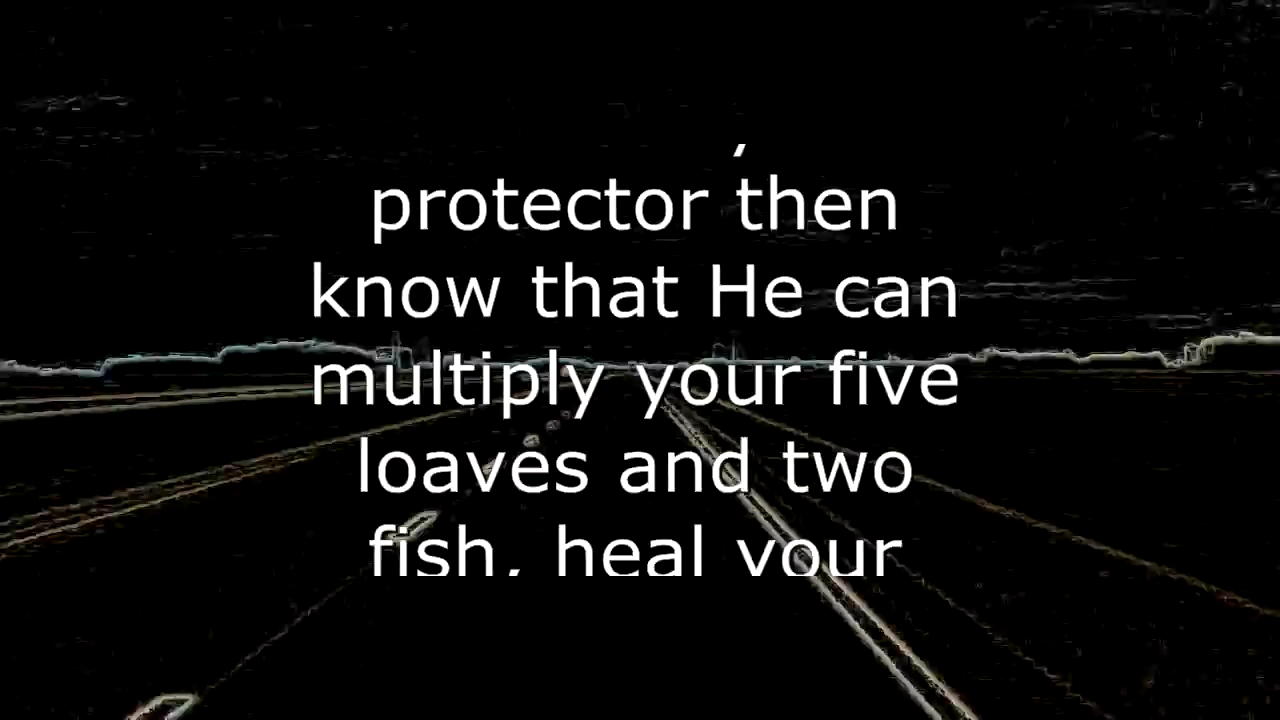 protector then
know that He can
multiply your five
loaves and two
fish, heal your